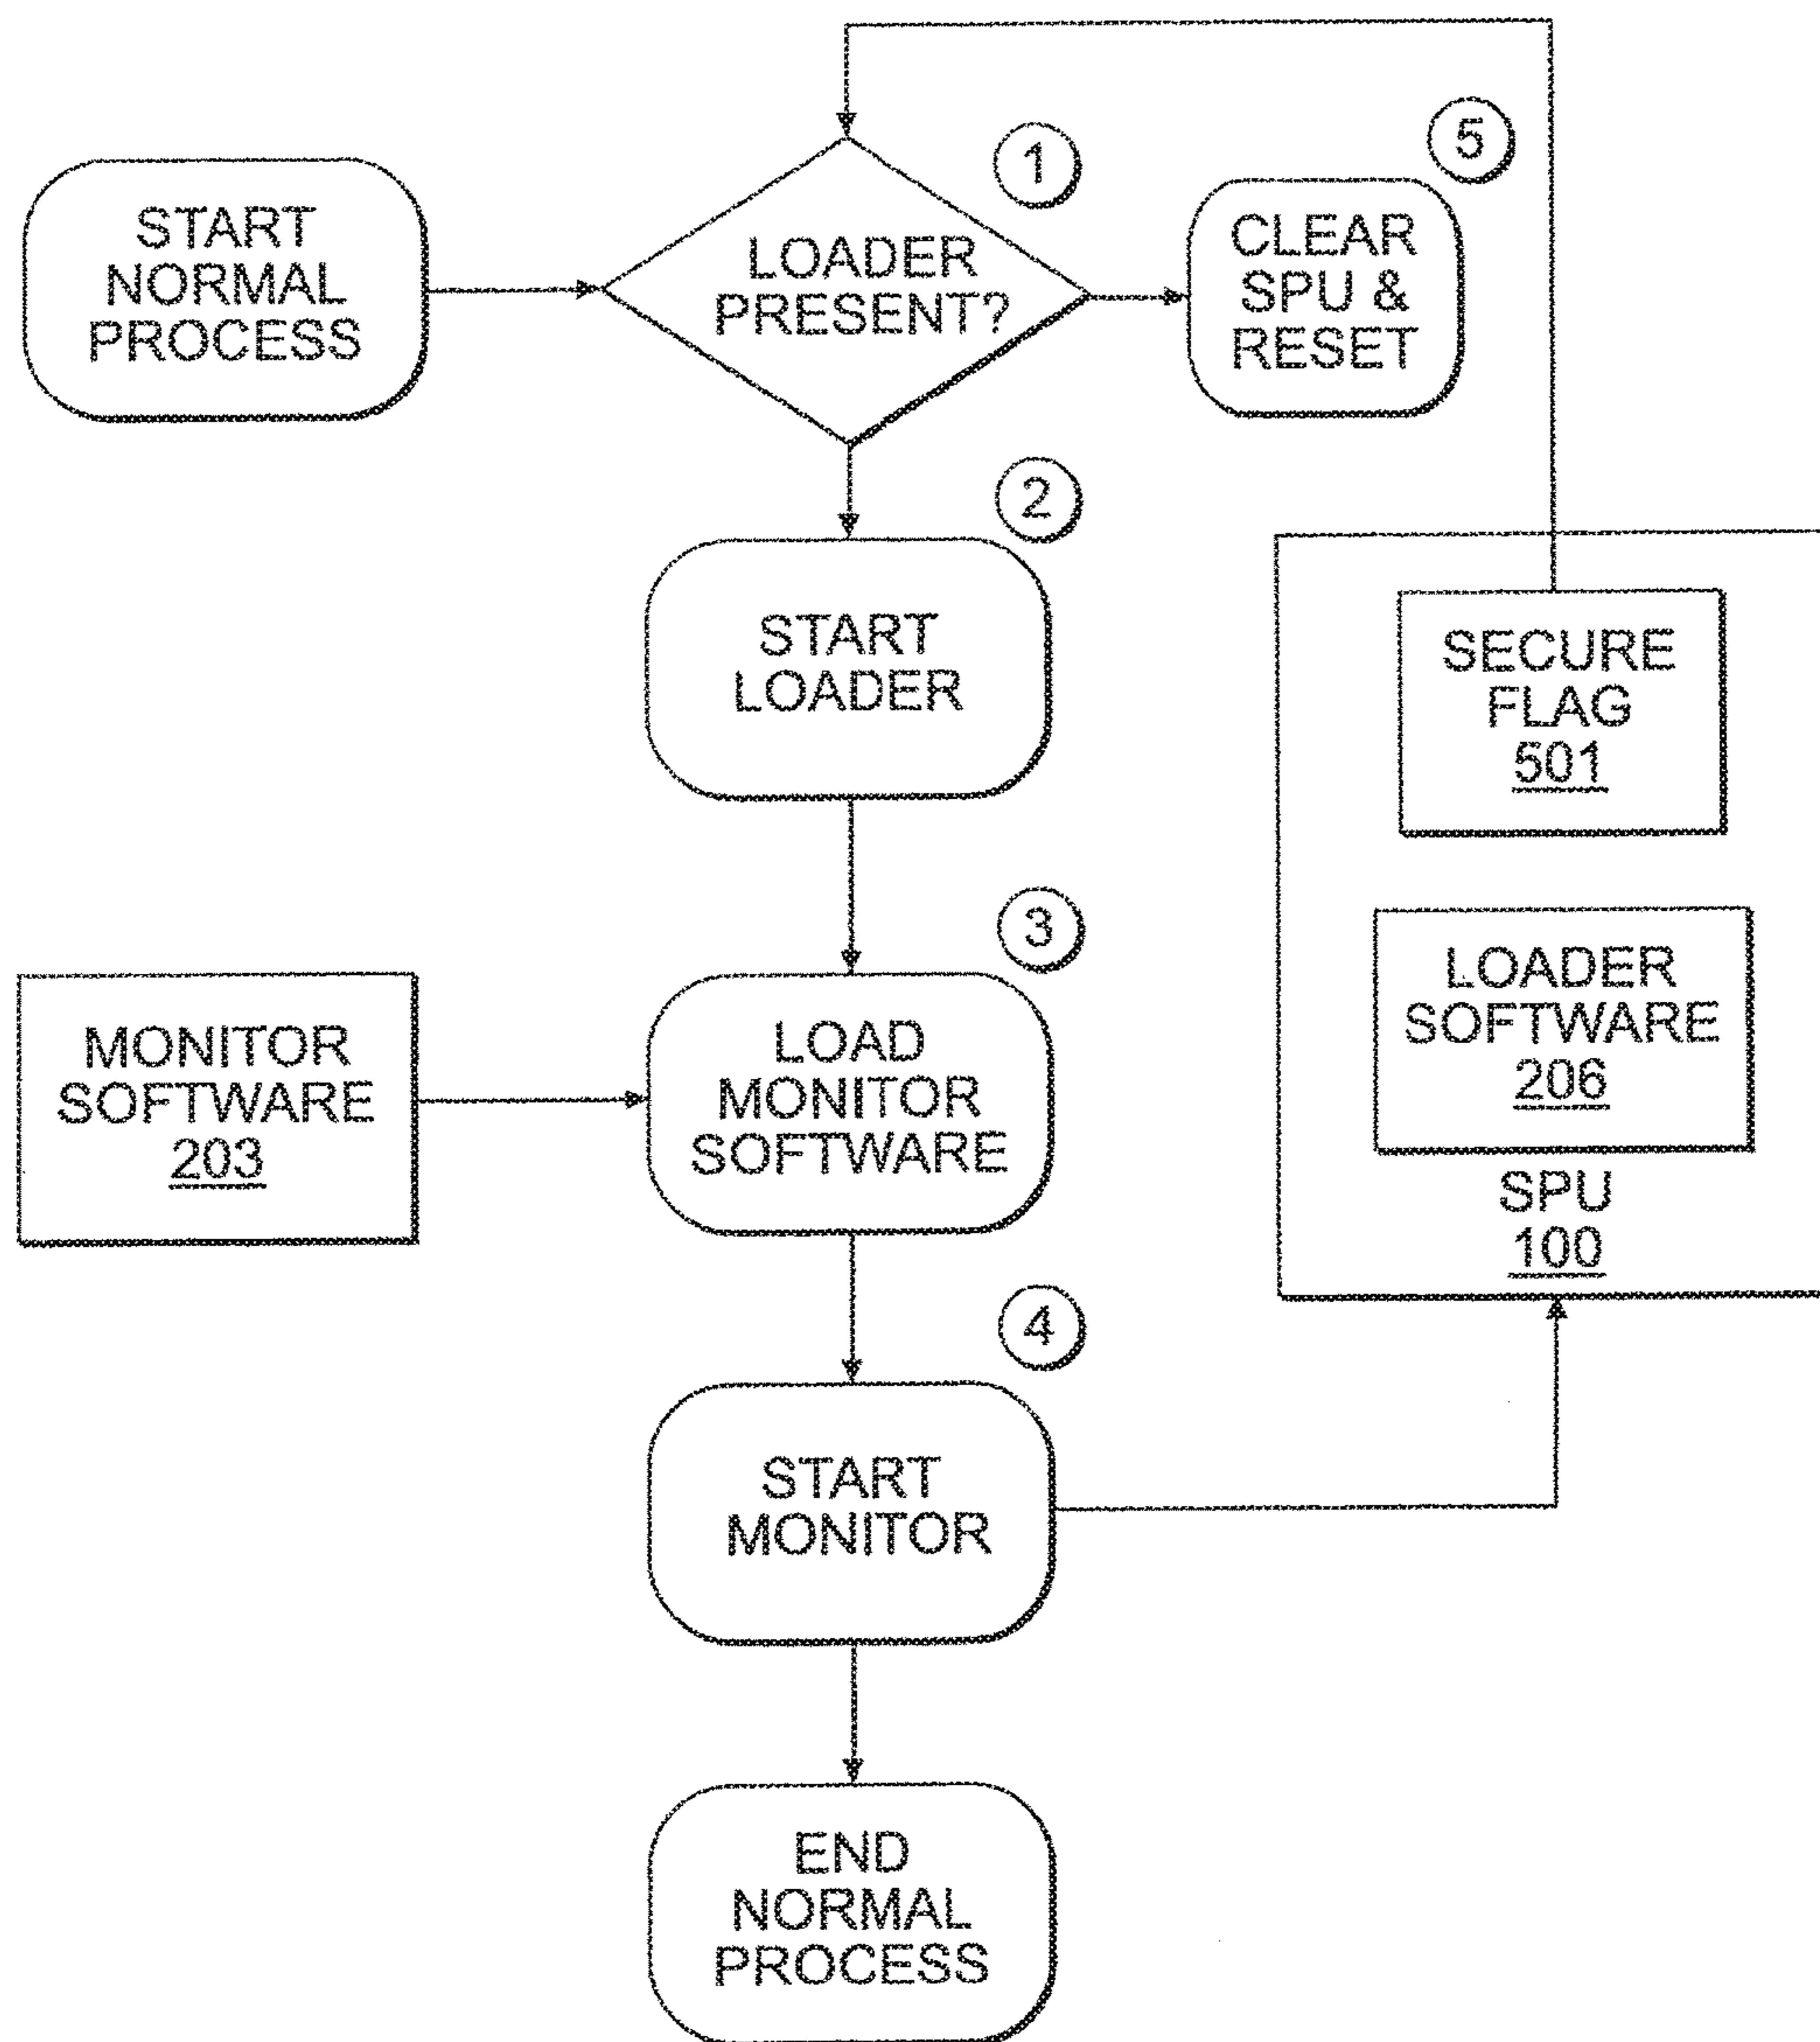 START
NORMAL
PROCESS
LOADER
PRESENT?
1
CLEAR
SPU &
RESET
5
2
START
LOADER
SECURE
FLAG
501
3
MONITOR
SOFTWARE
203
LOAD
MONITOR
SOFTWARE
LOADER
SOFTWARE
206
SPU
100
4
START
MONITOR
END
NORMAL
PROCESS